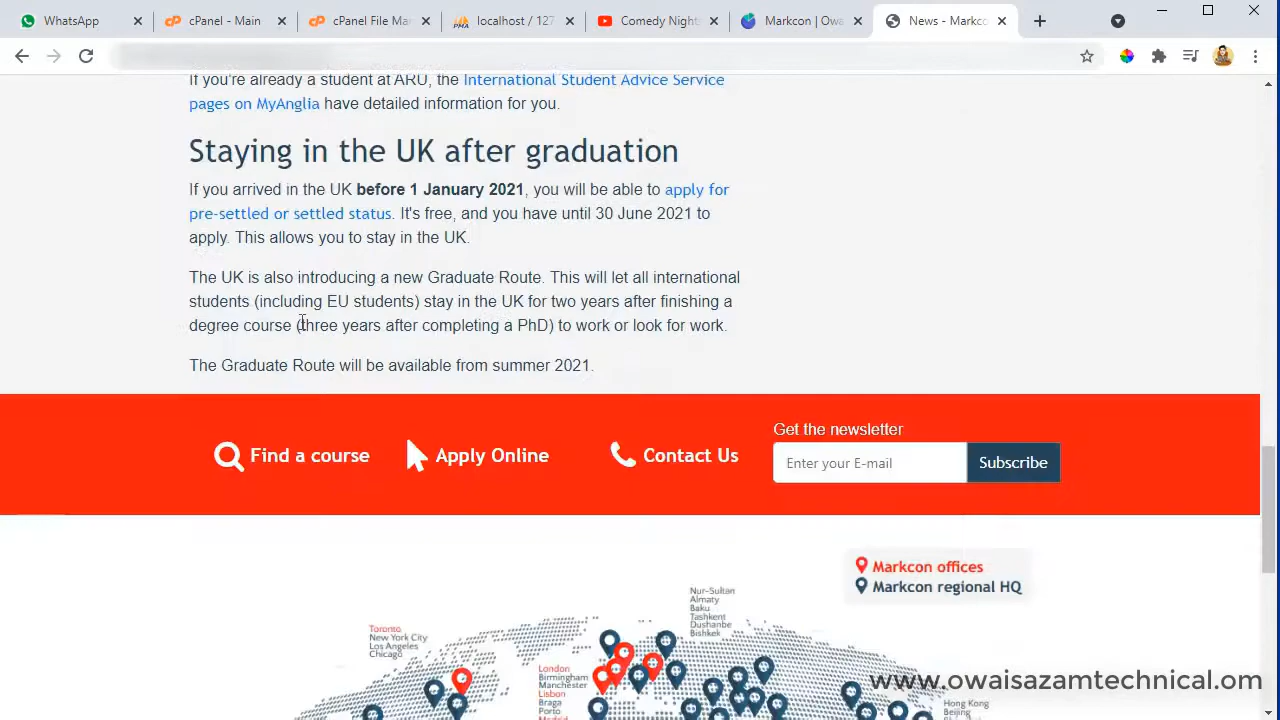 WhatsApp
cPanel - Main
cPanel File Mar
localhost / 127
Comedy Nights
Markcon | Owa
News - Markco
If you're already a student at ARU, the International Student Advice Service
pages on MyAnglia have detailed information for you.
Staying in the UK after graduation
If you arrived in the UK before 1 January 2021, you will be able to apply for
pre-settled or settled status. It's free, and you have until 30 June 2021 to
apply. This allows you to stay in the UK.
The UK is also introducing a new Graduate Route. This will let all international
students (including EU students) stay in the UK for two years after finishing a
degree course (three years after completing a PhD) to work or look for work.
The Graduate Route will be available from summer 2021.
Find a course
Apply Online
Contact Us
Get the newsletter
Enter your E-mail
Subscribe
Markcon offices
Markcon regional HQ
Nur-Sultan
Almaty
Baku
Tashkent
Dushanbe
Bishkek
Toronto
New York City
Los Angeles
Chicago
London
Birmingham
Manchester
Lisbon
Braga
Porto
Madrid
www.owaisazamtechnical.com
Hong Kong
Beijing